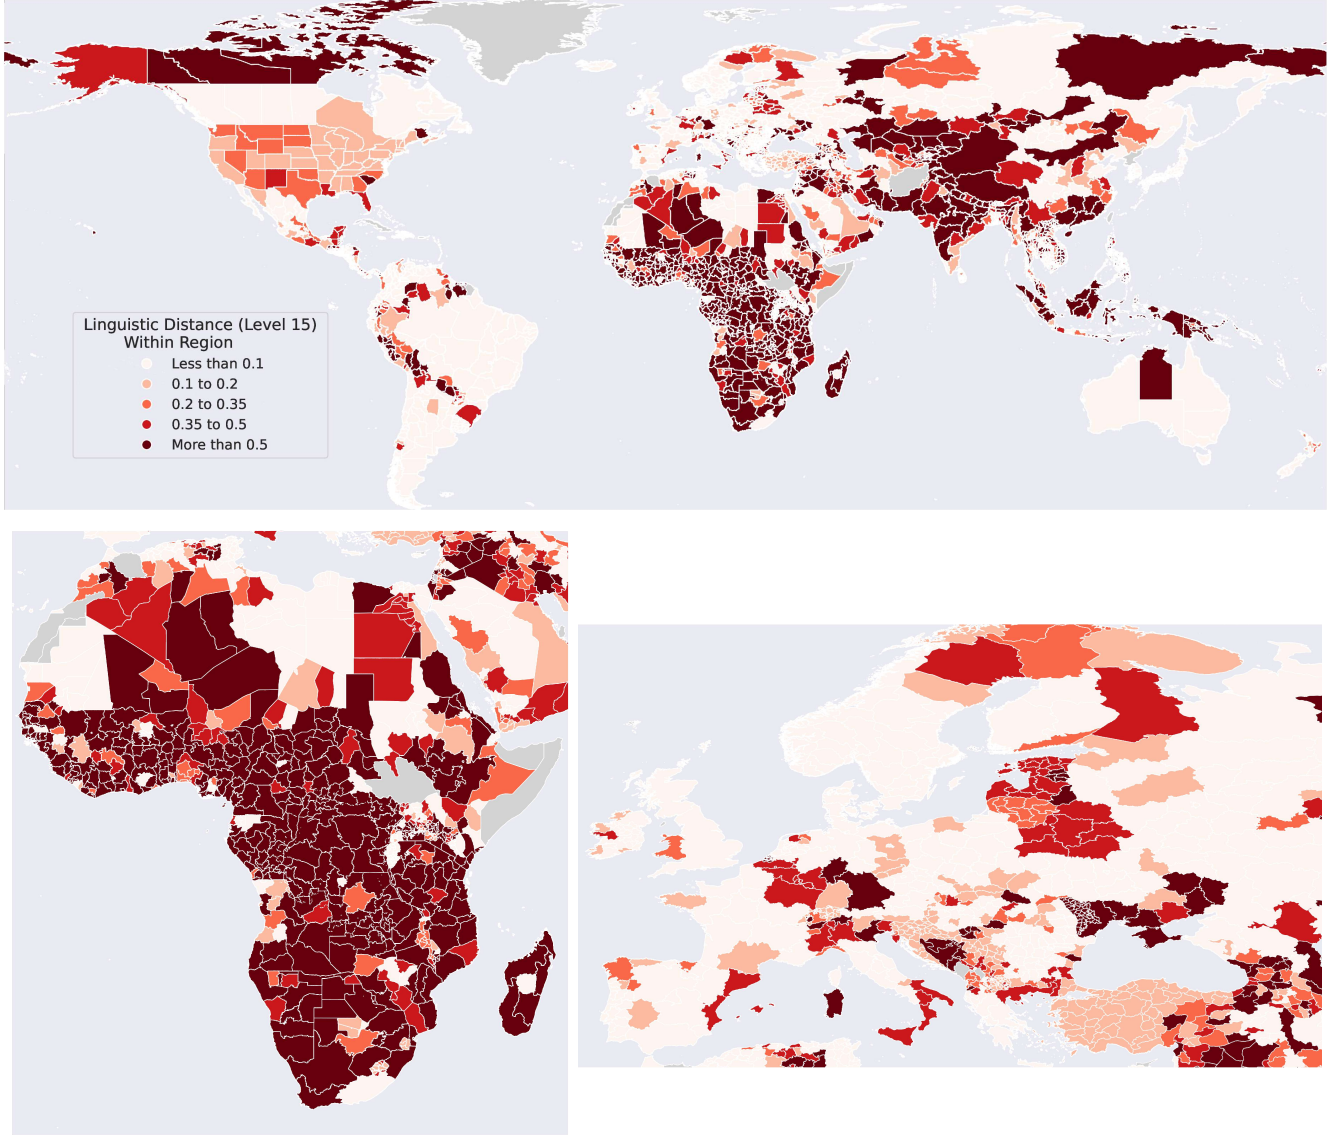 Linguistic Distance (Level 15)
Within Region
Less than 0.1
0.1 to 0.2
0.2 to 0.35
0.35 to 0.5
More than 0.5